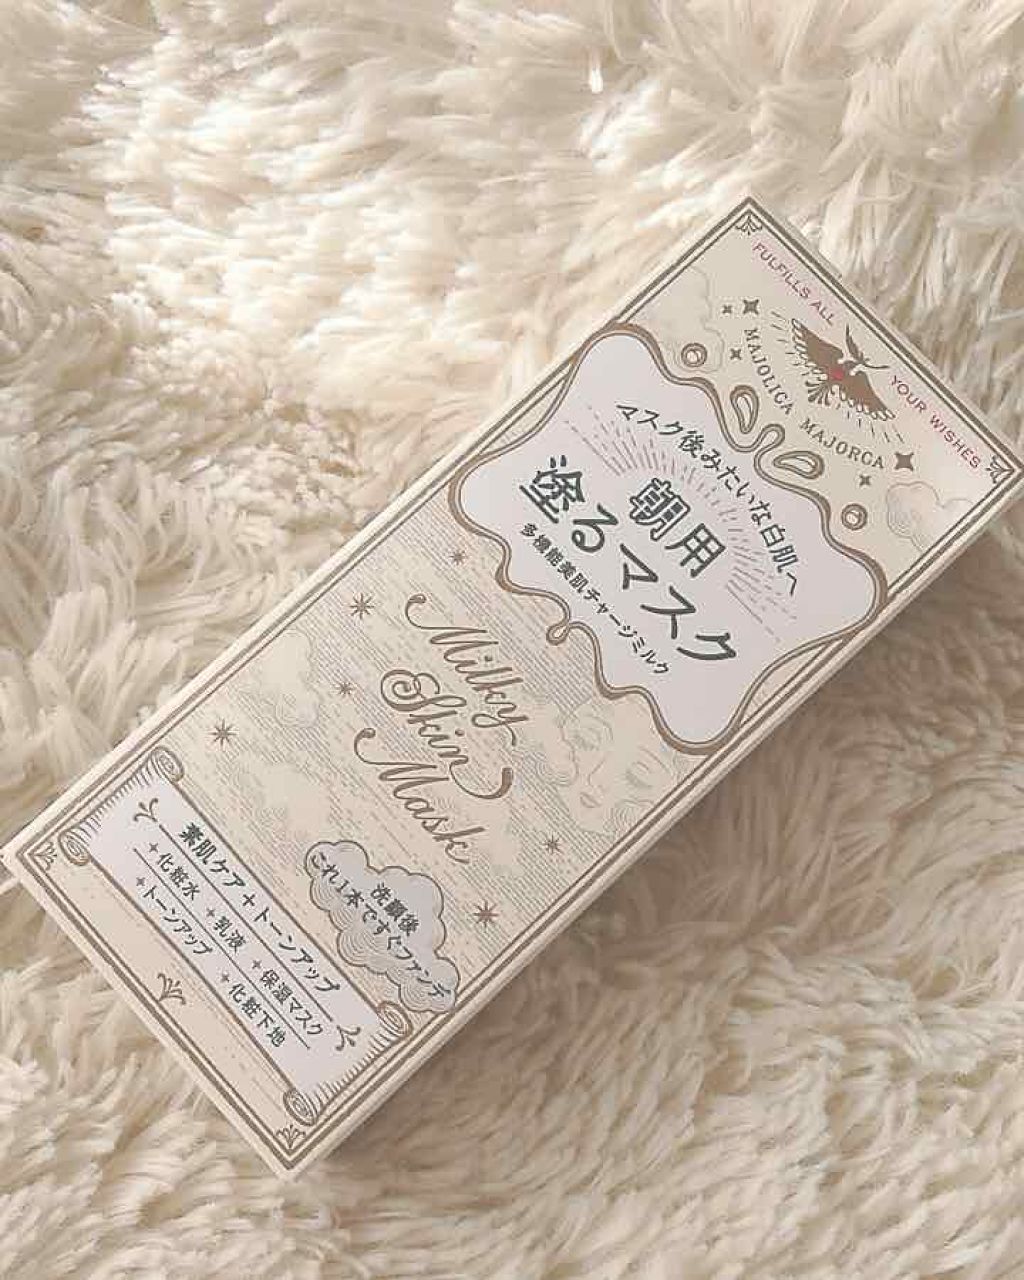 FULFILLS ALL YOUR WISHES
MAJOLICA MAJORCA
マスク後みたいな白肌へ
朝用
塗るマスク
多機能美肌チャージミルク
Milky
Skin
Mask
洗顔後
これ1本ですぐファンデ
素肌ケア+トーンアップ
+化粧水 +乳液 +保湿マスク
+トーンアップ +化粧下地